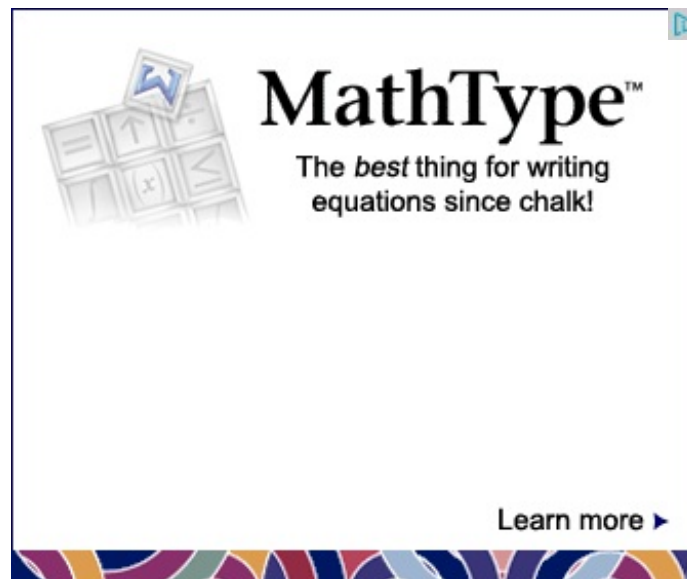 MathType™
The best thing for writing
equations since chalk!
= ↑ ÷
∫ (x) ≤
Σ
Learn more ➤